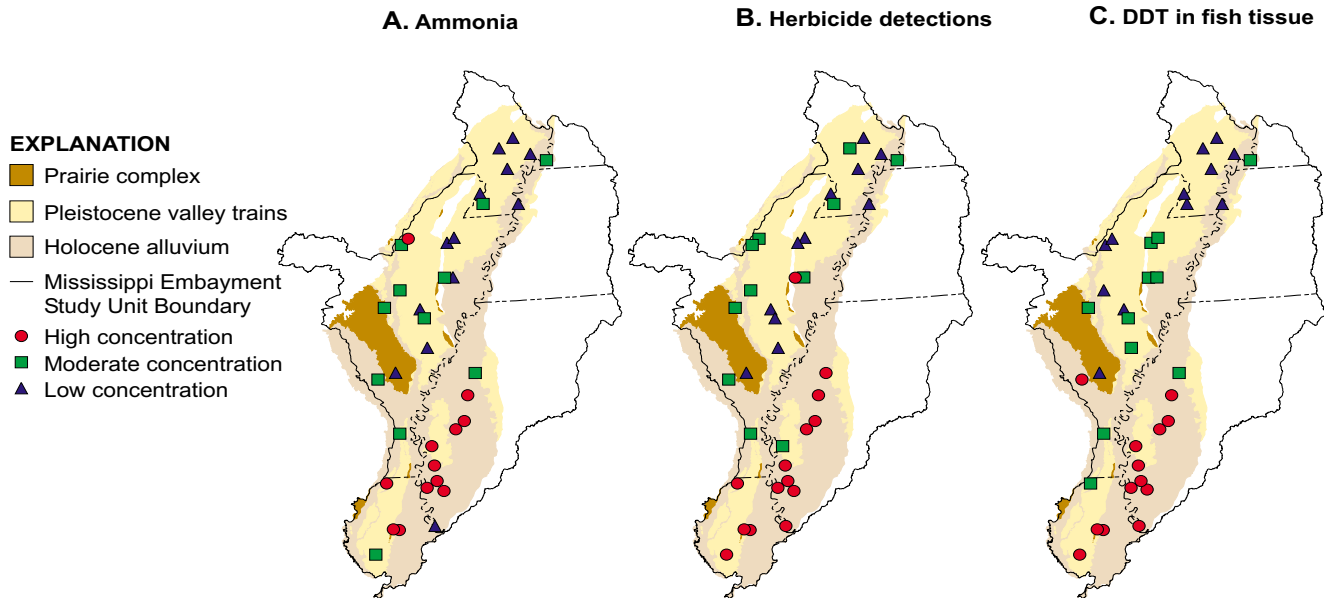 A. Ammonia
B. Herbicide detections
C. DDT in fish tissue
EXPLANATION
Prairie complex
Pleistocene valley trains
Holocene alluvium
Mississippi Embayment
Study Unit Boundary
High concentration
Moderate concentration
Low concentration